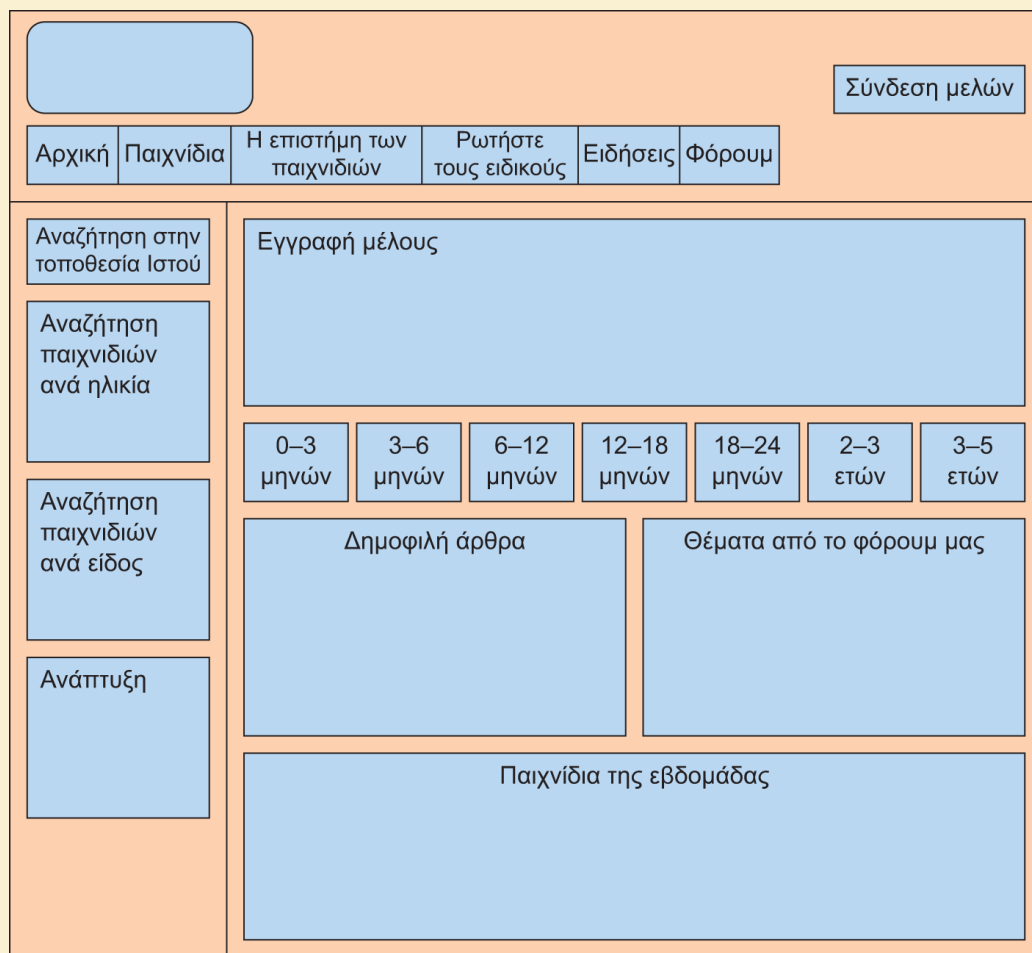 Σύνδεση μελών
Αρχική
Παιχνίδια
Η επιστήμη των
παιχνιδιών
Ρωτήστε
τους ειδικούς
Ειδήσεις
Φόρουμ
Αναζήτηση στην
τοποθεσία Ιστού
Αναζήτηση
παιχνιδιών
ανά ηλικία
Αναζήτηση
παιχνιδιών
ανά είδος
Ανάπτυξη
Εγγραφή μέλους
0–3
μηνών
3–6
μηνών
6–12
μηνών
12–18
μηνών
18–24
μηνών
2–3
ετών
3–5
ετών
Δημοφιλή άρθρα
Θέματα από το φόρουμ μας
Παιχνίδια της εβδομάδας